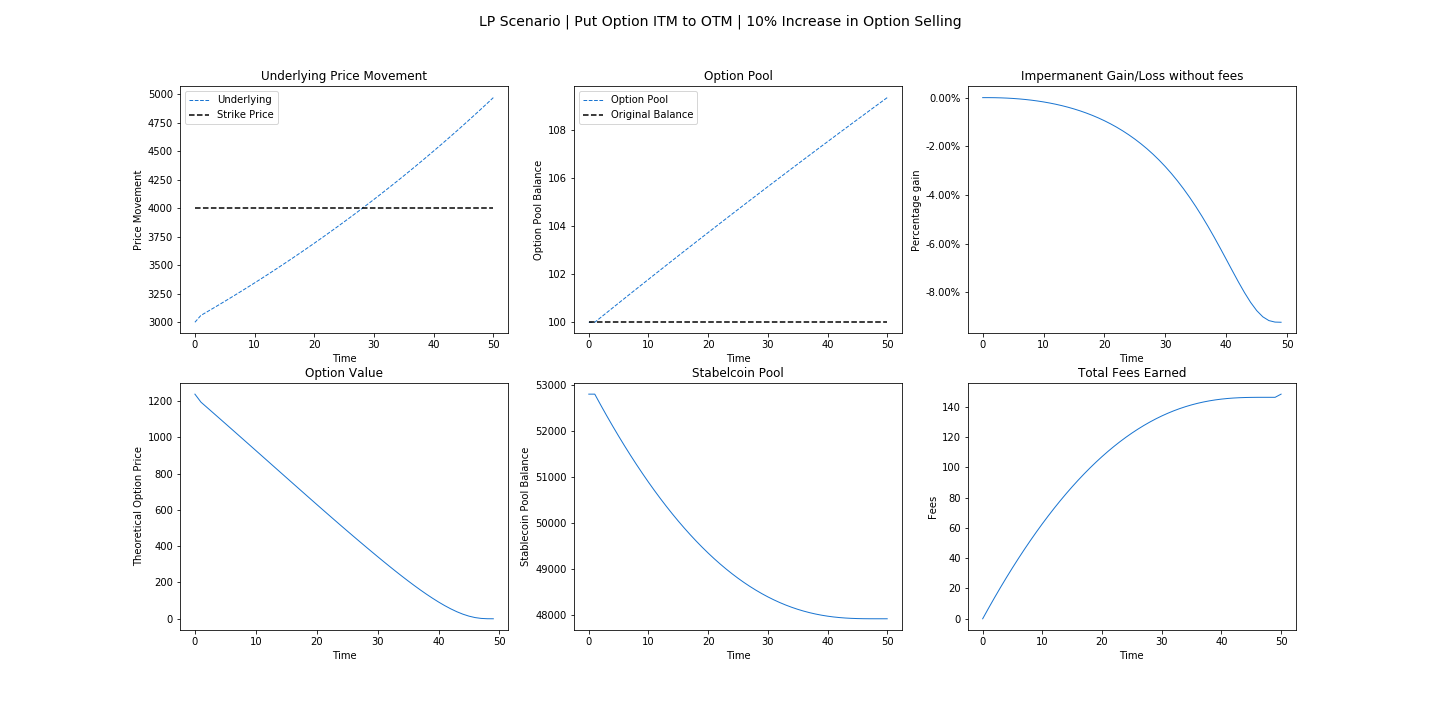 LP Scenario | Put Option ITM to OTM | 10% Increase in Option Selling
Underlying Price Movement
Underlying
Strike Price
Price Movement
5000
4750
4500
4250
4000
3750
3500
3250
3000
0 10 20 30 40 50
Time
Option Pool
Option Pool
Original Balance
Option Pool Balance
108
106
104
102
100
0 10 20 30 40 50
Time
Impermanent Gain/Loss without fees
Percentage gain
0.00%
-2.00%
-4.00%
-6.00%
-8.00%
0 10 20 30 40 50
Time
Option Value
Theoretical Option Price
1200
1000
800
600
400
200
0
0 10 20 30 40 50
Time
Stabelcoin Pool
Stablecoin Pool Balance
53000
52000
51000
50000
49000
48000
0 10 20 30 40 50
Time
Total Fees Earned
Fees
140
120
100
80
60
40
20
0
0 10 20 30 40 50
Time